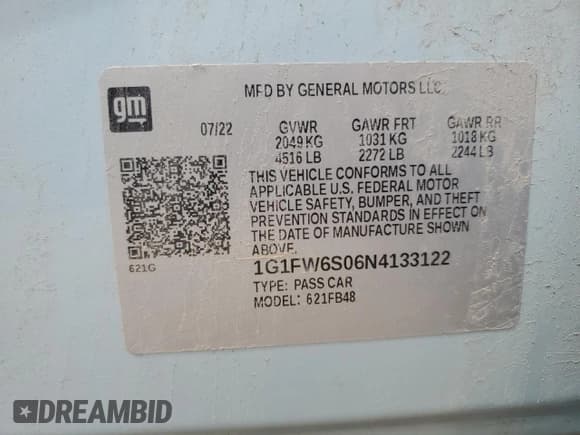 gm
MFD BY GENERAL MOTORS LLC
07/22 GVWR GAWR FRT GAWR RR
2049 KG 1031 KG 1018 KG
4516 LB 2272 LB 2244 LB
THIS VEHICLE CONFORMS TO ALL
APPLICABLE U.S. FEDERAL MOTOR
VEHICLE SAFETY, BUMPER, AND THEFT
PREVENTION STANDARDS IN EFFECT ON
THE DATE OF MANUFACTURE SHOWN
ABOVE.
621G
1G1FW6S06N4133122
TYPE: PASS CAR
MODEL: 621FB48
DREAMBID